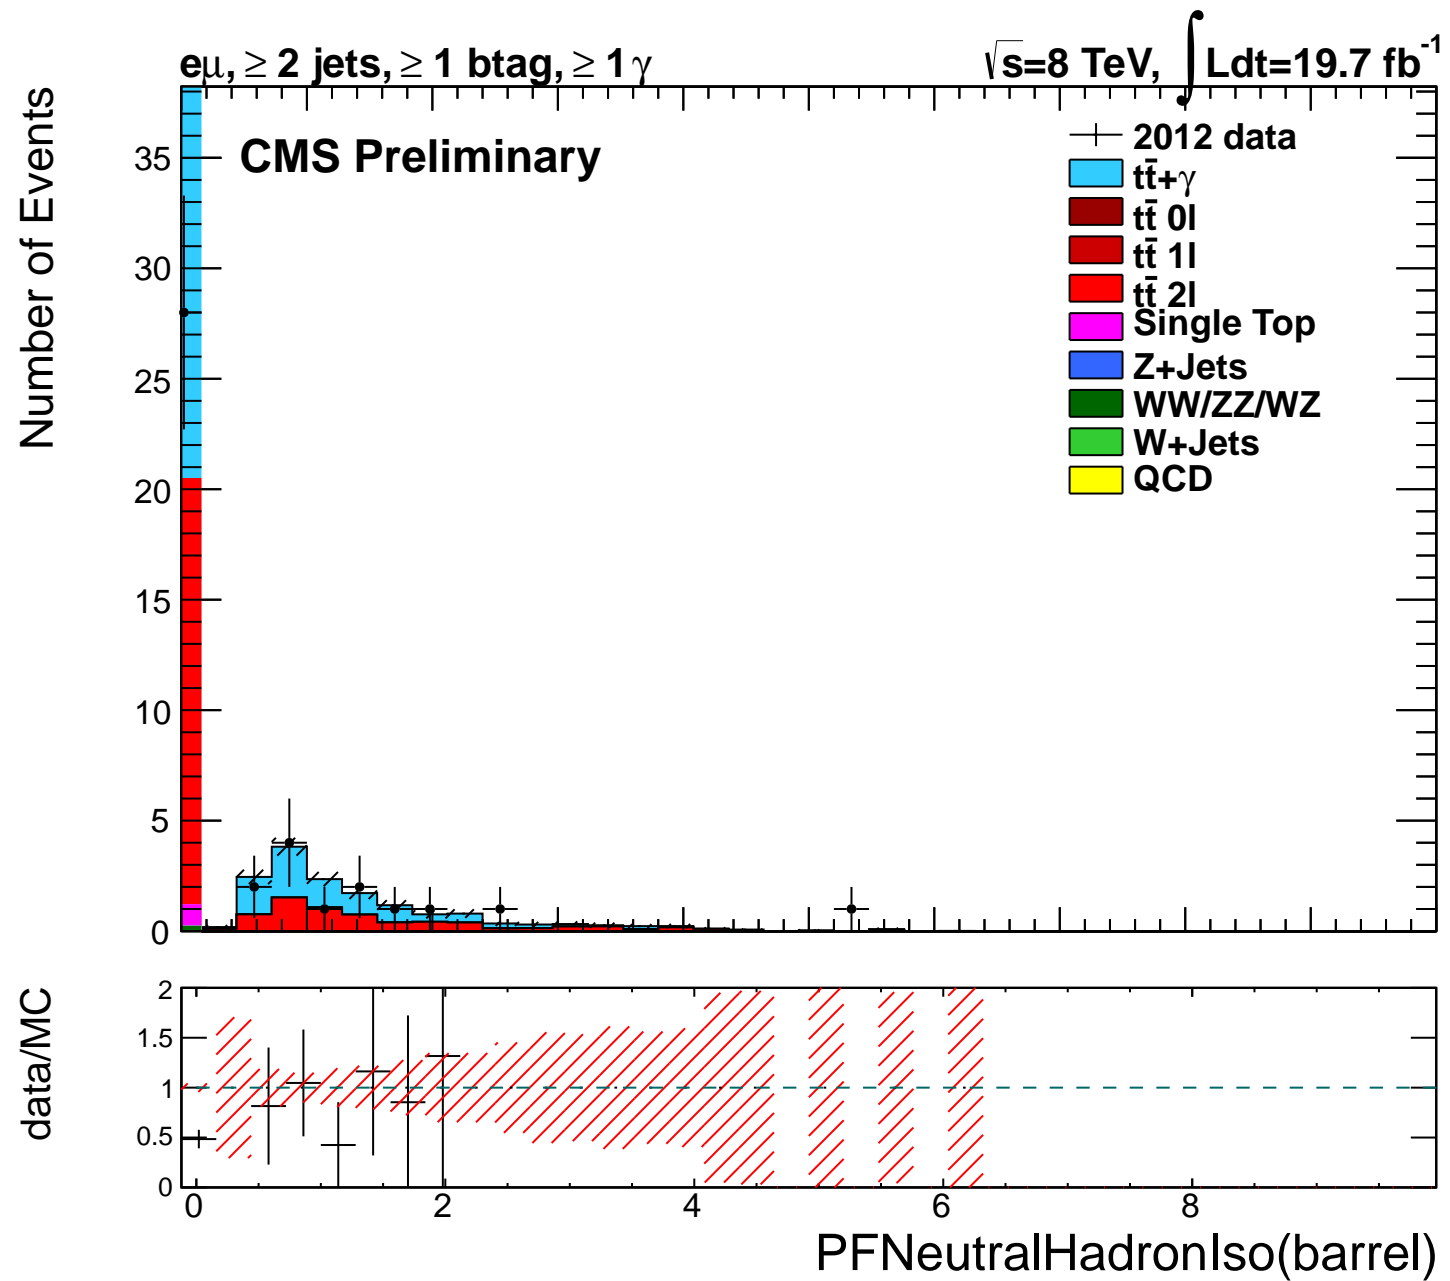 eμ, ≥ 2 jets, ≥ 1 btag, ≥ 1 γ
√s=8 TeV, ∫ Ldt=19.7 fb⁻¹
CMS Preliminary
2012 data
tt̄+γ
tt̄ 0l
tt̄ 1l
tt̄ 2l
Single Top
Z+Jets
WW/ZZ/WZ
W+Jets
QCD
Number of Events
35
30
25
20
15
10
5
0
data/MC
2
1.5
1
0.5
0
0 2 4 6 8
PFNeutralHadronIso(barrel)